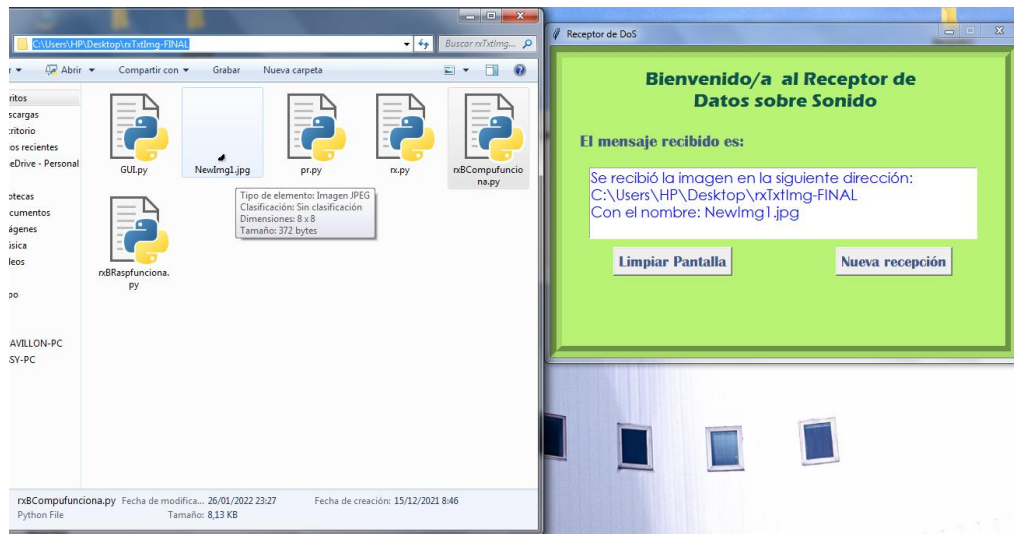 C:\Users\HP\Desktop\rxTxtImg-FINAL
Buscar rxTxtImg...
Abrir
Compartir con
Grabar
Nueva carpeta
ritos
scargas
critorio
os recientes
eDrive - Personal
otecas
cumentos
ágenes
úsica
deos
po
AVILLON-PC
SY-PC
GUI.py
NewImg1.jpg
pr.py
rx.py
rxBCompufuncio
na.py
Tipo de elemento: Imagen JPEG
Clasificación: Sin clasificación
Dimensiones: 8 x 8
Tamaño: 372 bytes
rxBRaspfunciona.
py
rxBCompufunciona.py Fecha de modifica... 26/01/2022 23:27 Fecha de creación: 15/12/2021 8:46
Python File Tamaño: 8,13 KB
Receptor de DoS
Bienvenido/a al Receptor de
Datos sobre Sonido
El mensaje recibido es:
Se recibió la imagen en la siguiente dirección:
C:\Users\HP\Desktop\rxTxtImg-FINAL
Con el nombre: NewImg1.jpg
Limpiar Pantalla
Nueva recepción